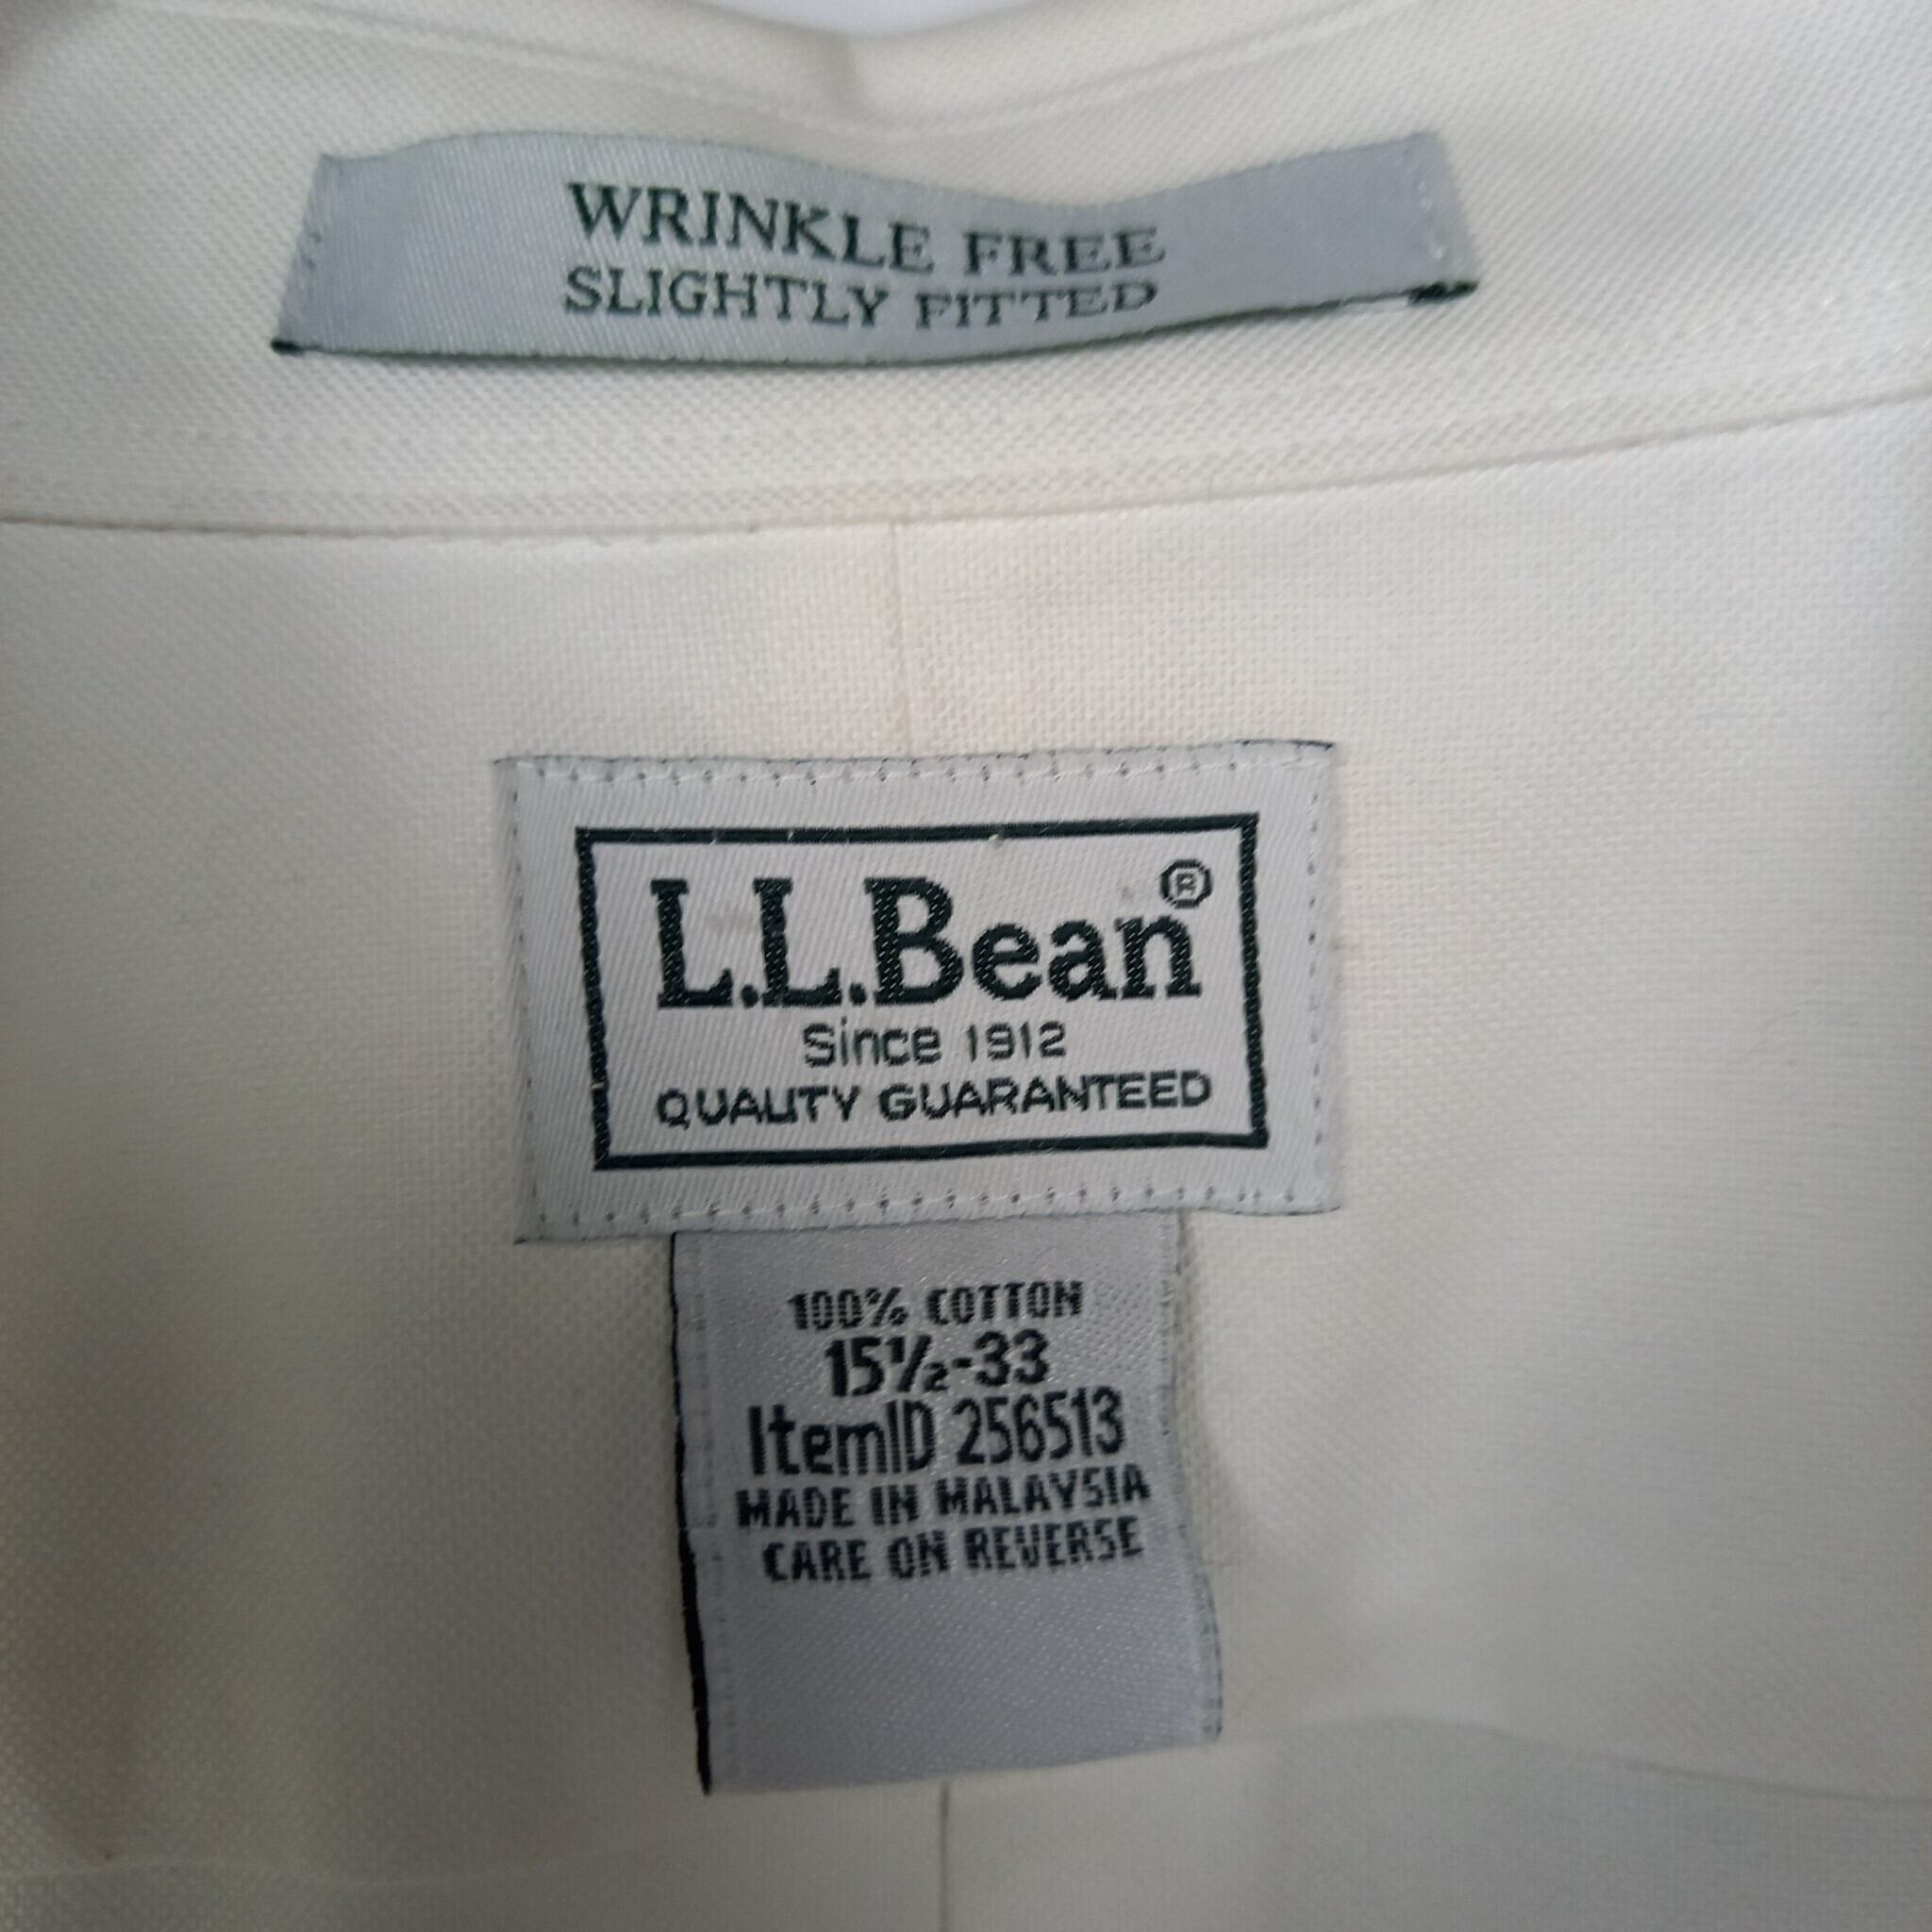 WRINKLE FREE
SLIGHTLY FITTED
L.L.Bean®
Since 1912
QUALITY GUARANTEED
100% COTTON
15½-33
ItemID 256513
MADE IN MALAYSIA
CARE ON REVERSE